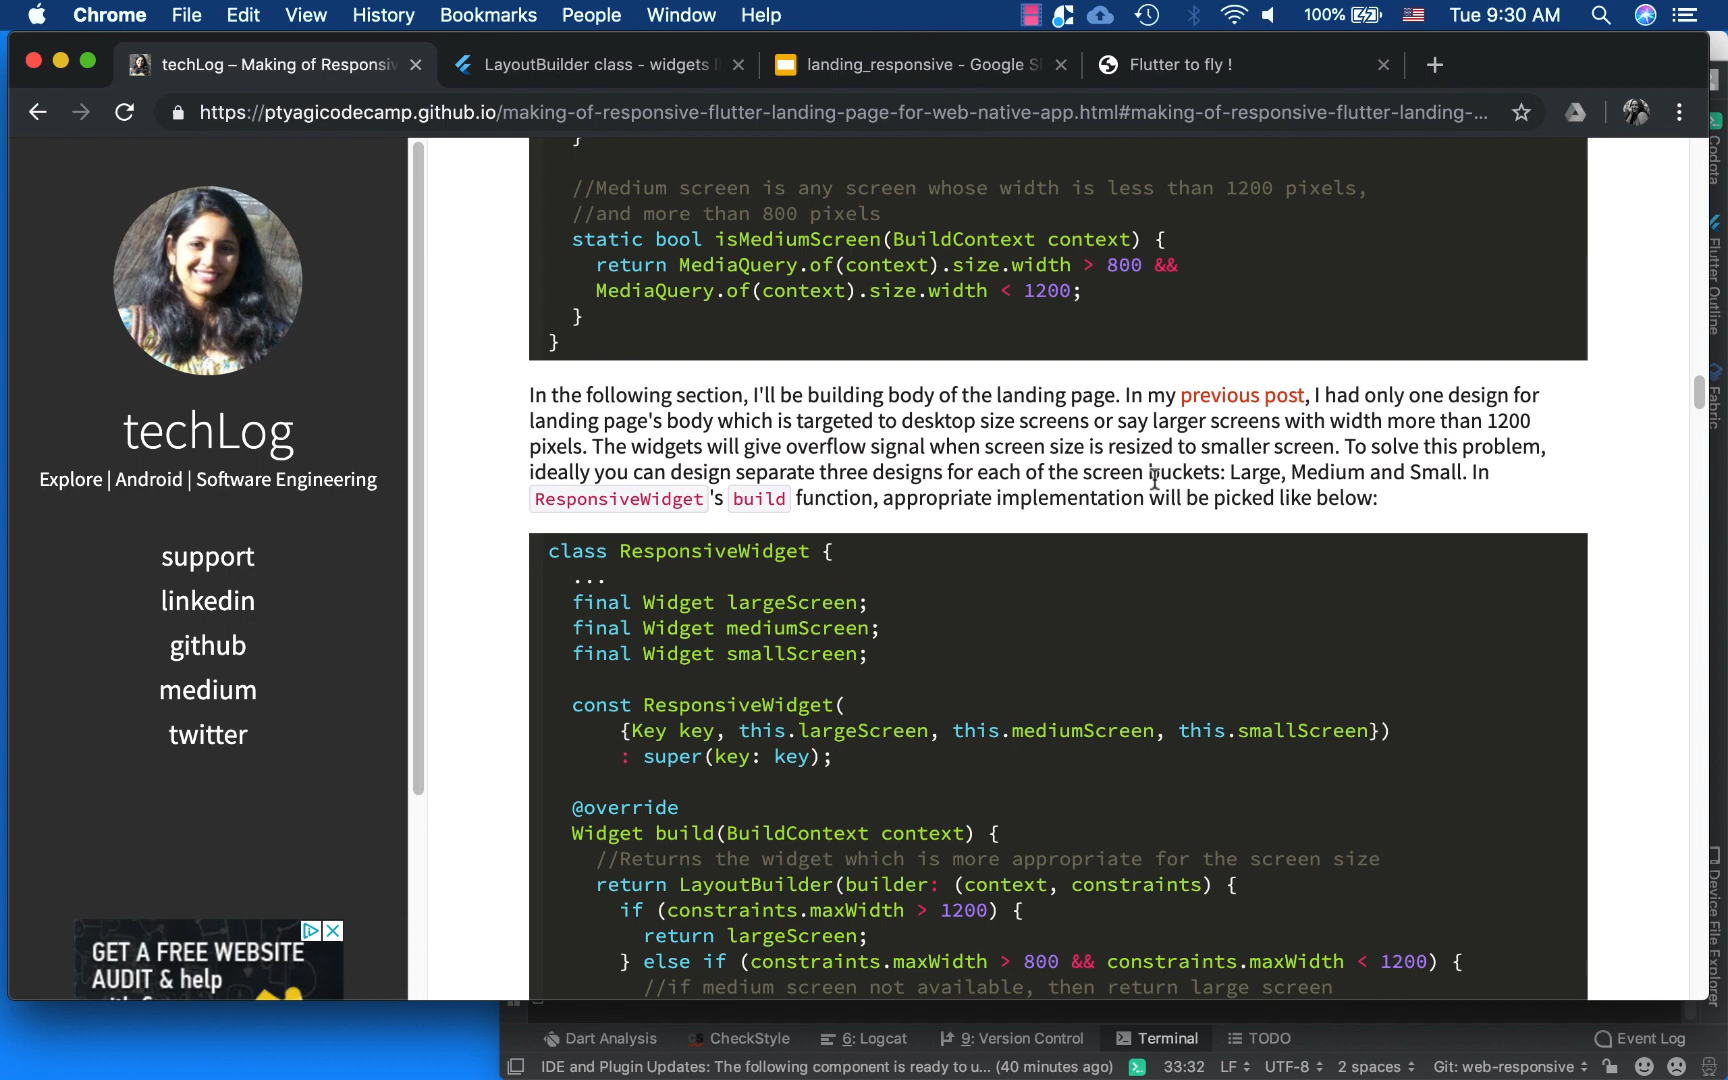 Chrome File Edit View History Bookmarks People Window Help 100% Tue 9:30 AM
techLog – Making of Responsiv LayoutBuilder class - widgets l landing_responsive - Google Sl Flutter to fly !
https://ptyagicodecamp.github.io/making-of-responsive-flutter-landing-page-for-web-native-app.html#making-of-responsive-flutter-landing-...
techLog
Explore | Android | Software Engineering
support
linkedin
github
medium
twitter
GET A FREE WEBSITE
AUDIT & help
}
//Medium screen is any screen whose width is less than 1200 pixels,
//and more than 800 pixels
static bool isMediumScreen(BuildContext context) {
return MediaQuery.of(context).size.width > 800 &&
MediaQuery.of(context).size.width < 1200;
}
}
In the following section, I'll be building body of the landing page. In my previous post, I had only one design for
landing page's body which is targeted to desktop size screens or say larger screens with width more than 1200
pixels. The widgets will give overflow signal when screen size is resized to smaller screen. To solve this problem,
ideally you can design separate three designs for each of the screen buckets: Large, Medium and Small. In
ResponsiveWidget's build function, appropriate implementation will be picked like below:
class ResponsiveWidget {
...
final Widget largeScreen;
final Widget mediumScreen;
final Widget smallScreen;
const ResponsiveWidget(
{Key key, this.largeScreen, this.mediumScreen, this.smallScreen})
: super(key: key);
@override
Widget build(BuildContext context) {
//Returns the widget which is more appropriate for the screen size
return LayoutBuilder(builder: (context, constraints) {
if (constraints.maxWidth > 1200) {
return largeScreen;
} else if (constraints.maxWidth > 800 && constraints.maxWidth < 1200) {
//if medium screen not available, then return large screen
Codota
Flutter Outline
Fabric
Device File Explorer
Dart Analysis CheckStyle 6: Logcat 9: Version Control Terminal TODO Event Log
IDE and Plugin Updates: The following component is ready to u... (40 minutes ago) 33:32 LF UTF-8 2 spaces Git: web-responsive